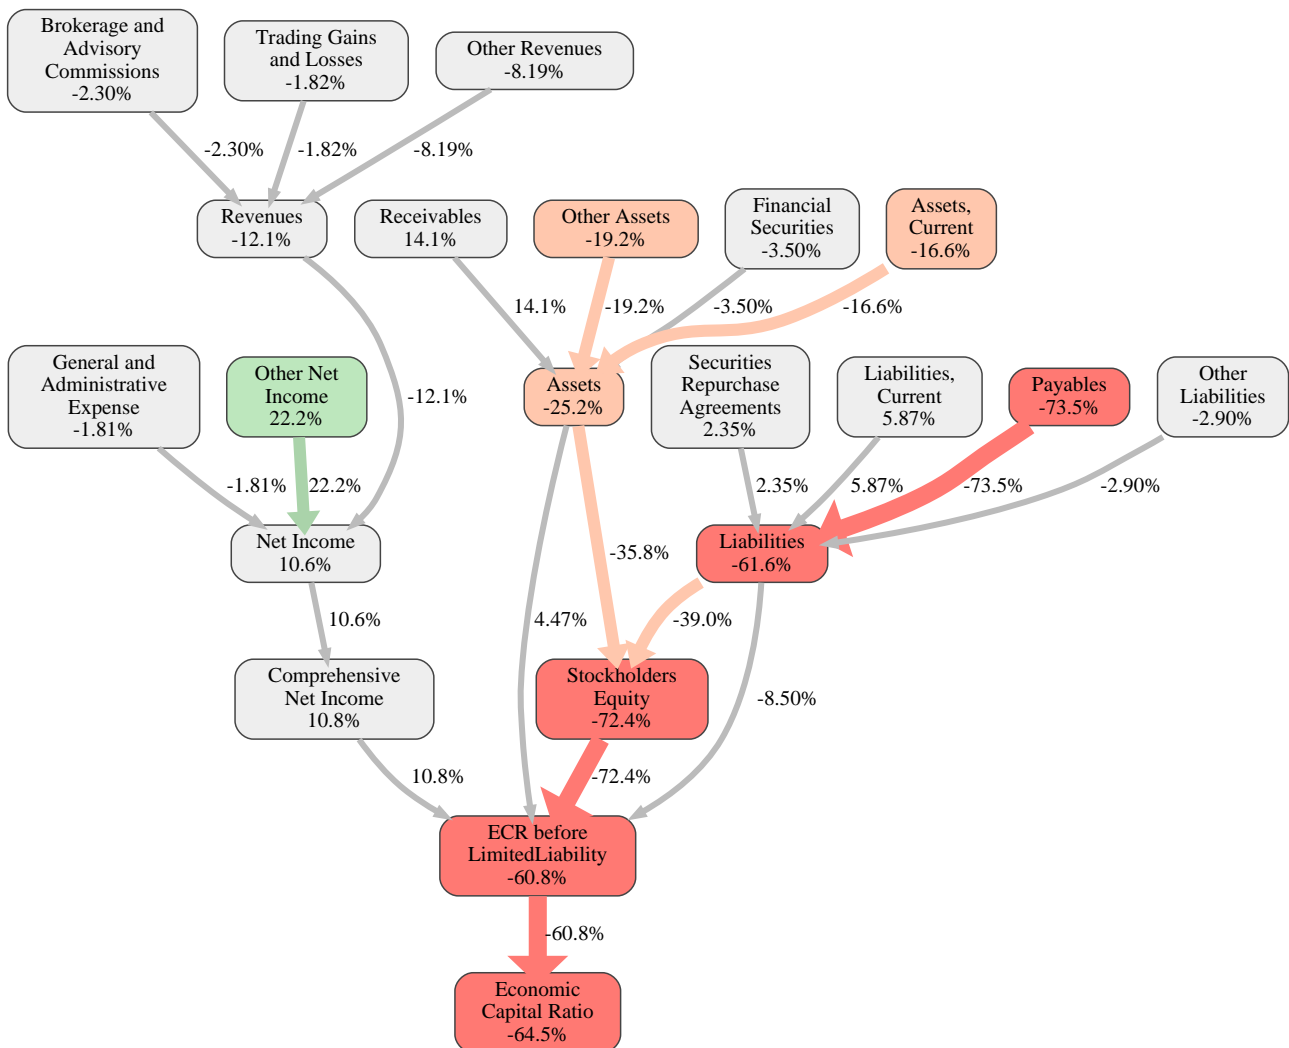 Brokerage and
Advisory
Commissions
-2.30%
Trading Gains
and Losses
-1.82%
Other Revenues
-8.19%
-2.30%
-1.82%
-8.19%
Revenues
-12.1%
Receivables
14.1%
Other Assets
-19.2%
Financial
Securities
-3.50%
Assets,
Current
-16.6%
14.1%
-19.2%
-3.50%
-16.6%
General and
Administrative
Expense
-1.81%
Other Net
Income
22.2%
-12.1%
Assets
-25.2%
Securities
Repurchase
Agreements
2.35%
Liabilities,
Current
5.87%
Payables
-73.5%
Other
Liabilities
-2.90%
-1.81%
22.2%
2.35%
5.87%
-73.5%
-2.90%
Net Income
10.6%
-35.8%
Liabilities
-61.6%
10.6%
4.47%
-39.0%
Comprehensive
Net Income
10.8%
Stockholders
Equity
-72.4%
-8.50%
10.8%
-72.4%
ECR before
LimitedLiability
-60.8%
-60.8%
Economic
Capital Ratio
-64.5%